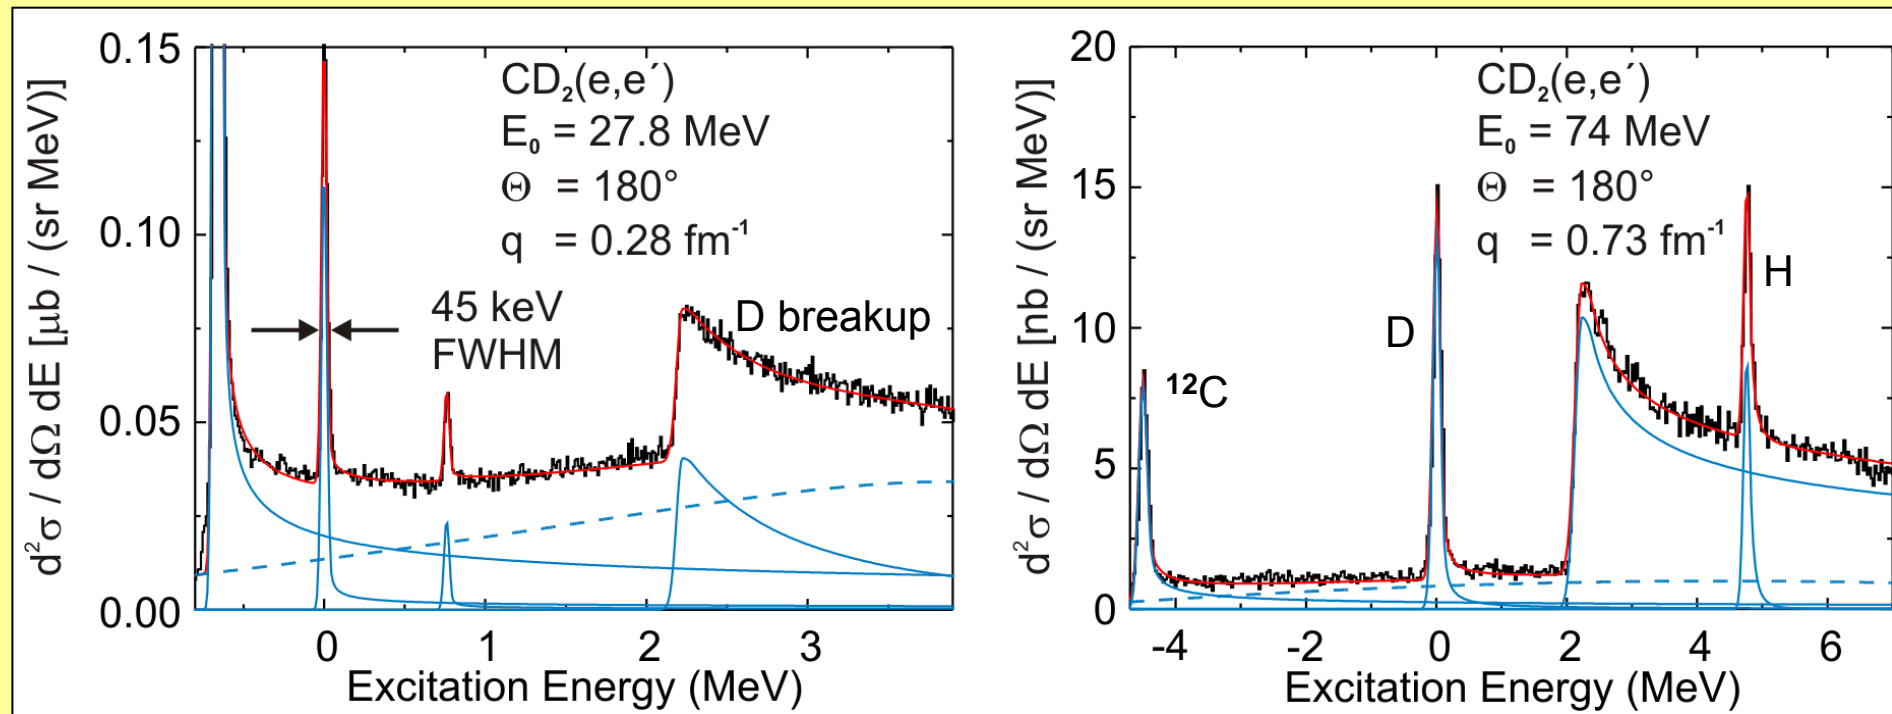 d²σ / dΩ dE [μb / (sr MeV)]
0.15
0.10
0.05
0.00
CD₂(e,e´)
E₀ = 27.8 MeV
Θ = 180°
q = 0.28 fm⁻¹
45 keV
FWHM
D breakup
0 1 2 3
Excitation Energy (MeV)
d²σ / dΩ dE [nb / (sr MeV)]
20
15
10
5
0
CD₂(e,e´)
E₀ = 74 MeV
Θ = 180°
q = 0.73 fm⁻¹
H
D
¹²C
-4 -2 0 2 4 6
Excitation Energy (MeV)